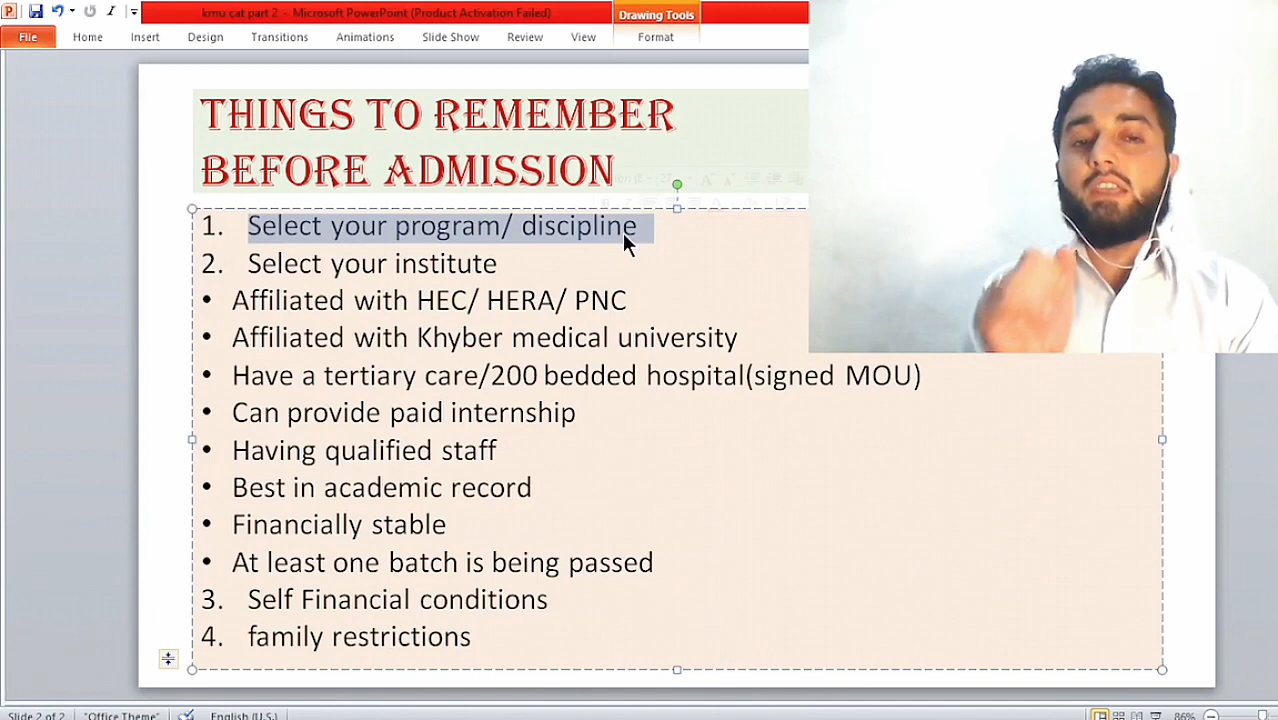 krmu cat part 2 - Microsoft PowerPoint (Product Activation Failed)
Drawing Tools
File Home Insert Design Transitions Animations Slide Show Review View Format
THINGS TO REMEMBER
BEFORE ADMISSION
1. Select your program/ discipline
2. Select your institute
• Affiliated with HEC/ HERA/ PNC
• Affiliated with Khyber medical university
• Have a tertiary care/200 bedded hospital(signed MOU)
• Can provide paid internship
• Having qualified staff
• Best in academic record
• Financially stable
• At least one batch is being passed
3. Self Financial conditions
4. family restrictions
Slide 2 of 2 "Office Theme" English (U.S.) 86%